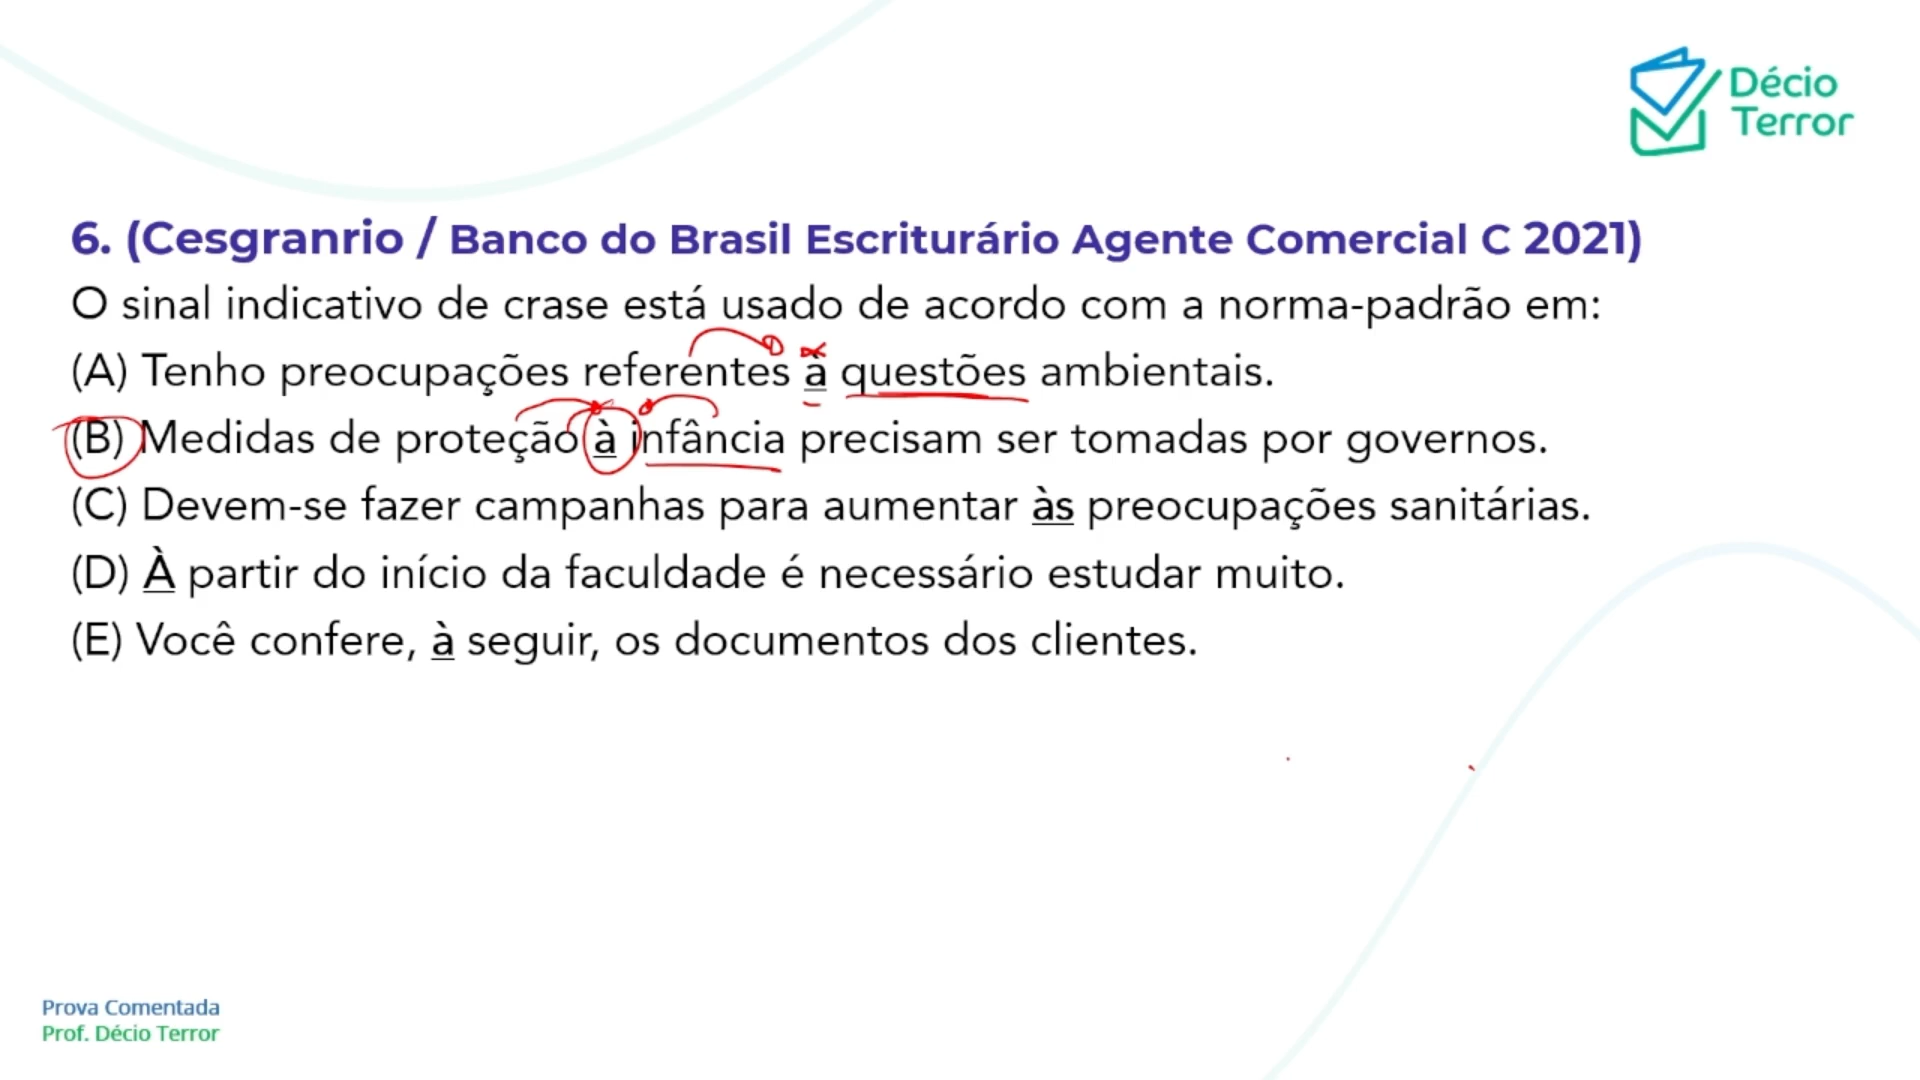 Décio
Terror
6. (Cesgranrio / Banco do Brasil Escriturário Agente Comercial C 2021)
O sinal indicativo de crase está usado de acordo com a norma-padrão em:
(A) Tenho preocupações referentes à questões ambientais.
(B) Medidas de proteção à infância precisam ser tomadas por governos.
(C) Devem-se fazer campanhas para aumentar às preocupações sanitárias.
(D) À partir do início da faculdade é necessário estudar muito.
(E) Você confere, à seguir, os documentos dos clientes.
Prova Comentada
Prof. Décio Terror